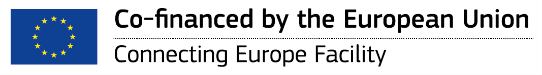 Co-financed by the European Union
Connecting Europe Facility